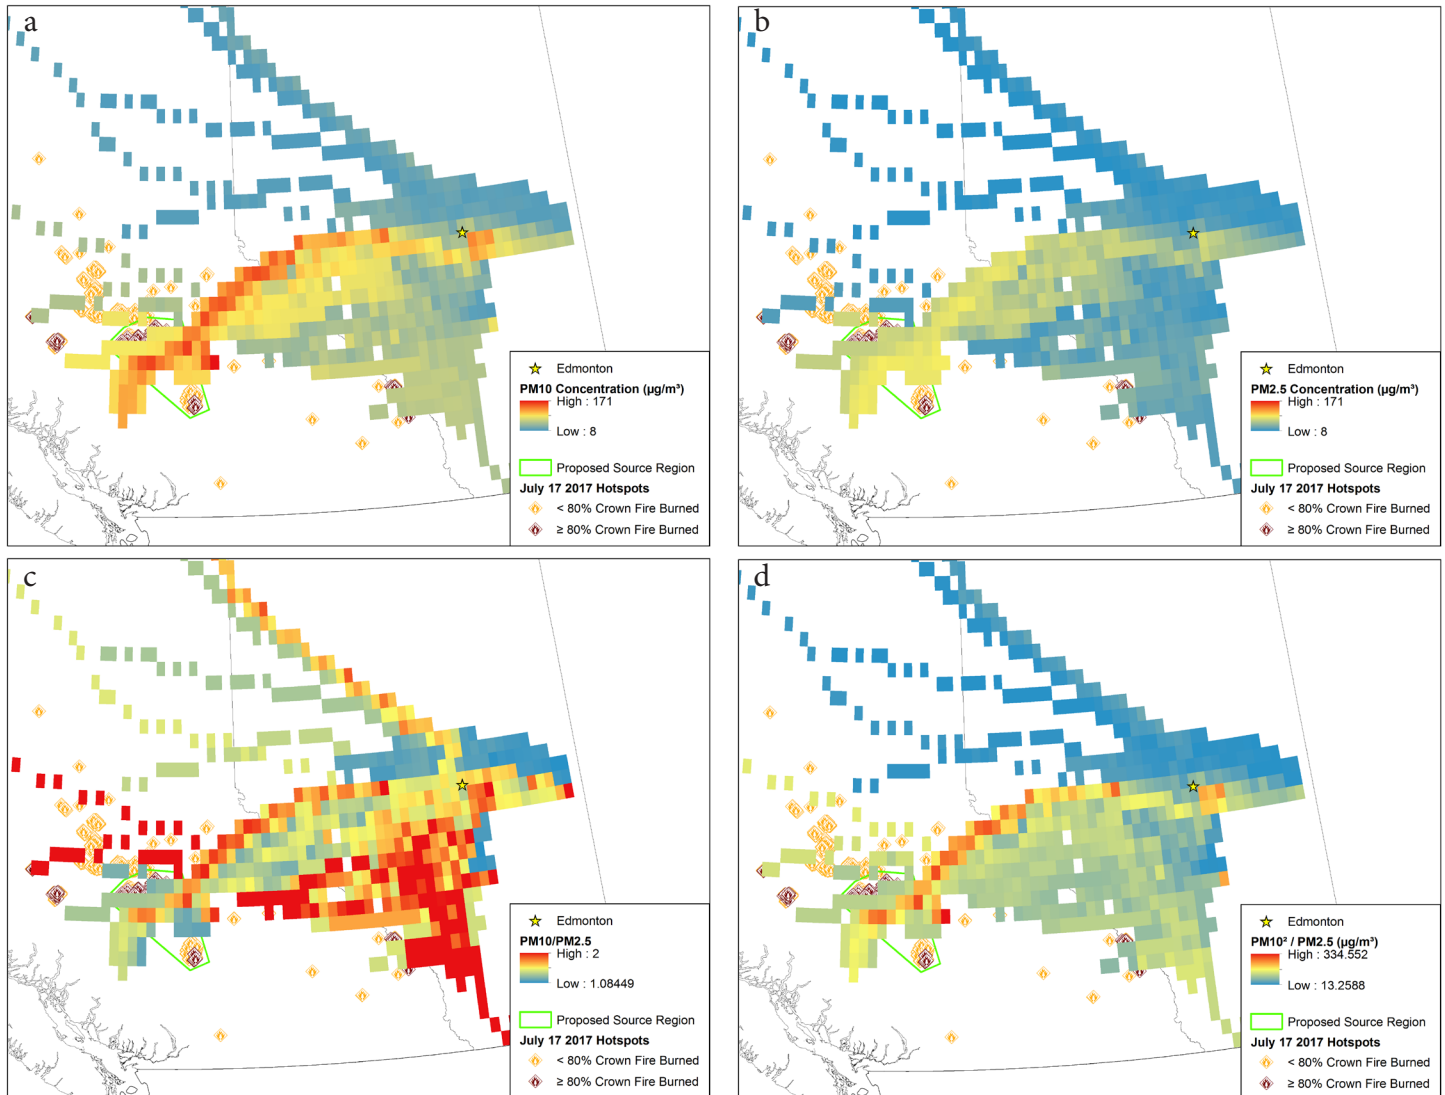 a
Edmonton
PM10 Concentration (µg/m³)
High : 171
Low : 8
Proposed Source Region
July 17 2017 Hotspots
< 80% Crown Fire Burned
≥ 80% Crown Fire Burned
b
Edmonton
PM2.5 Concentration (µg/m³)
High : 171
Low : 8
Proposed Source Region
July 17 2017 Hotspots
< 80% Crown Fire Burned
≥ 80% Crown Fire Burned
c
Edmonton
PM10/PM2.5
High : 2
Low : 1.08449
Proposed Source Region
July 17 2017 Hotspots
< 80% Crown Fire Burned
≥ 80% Crown Fire Burned
d
Edmonton
PM10² / PM2.5 (µg/m³)
High : 334.552
Low : 13.2588
Proposed Source Region
July 17 2017 Hotspots
< 80% Crown Fire Burned
≥ 80% Crown Fire Burned